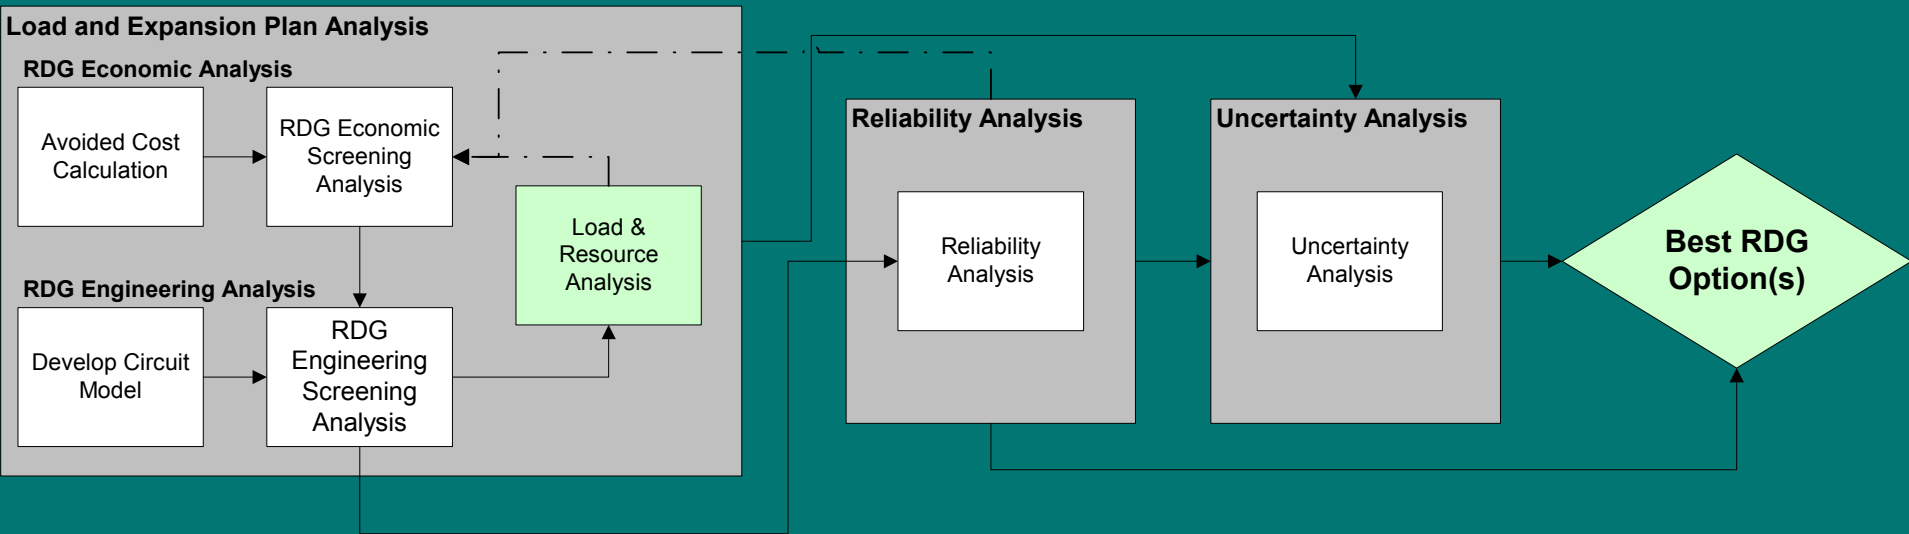 Load and Expansion Plan Analysis
RDG Economic Analysis
Avoided Cost
Calculation
RDG Economic
Screening
Analysis
Load &
Resource
Analysis
RDG Engineering Analysis
Develop Circuit
Model
RDG
Engineering
Screening
Analysis
Reliability Analysis
Reliability
Analysis
Uncertainty Analysis
Uncertainty
Analysis
Best RDG
Option(s)